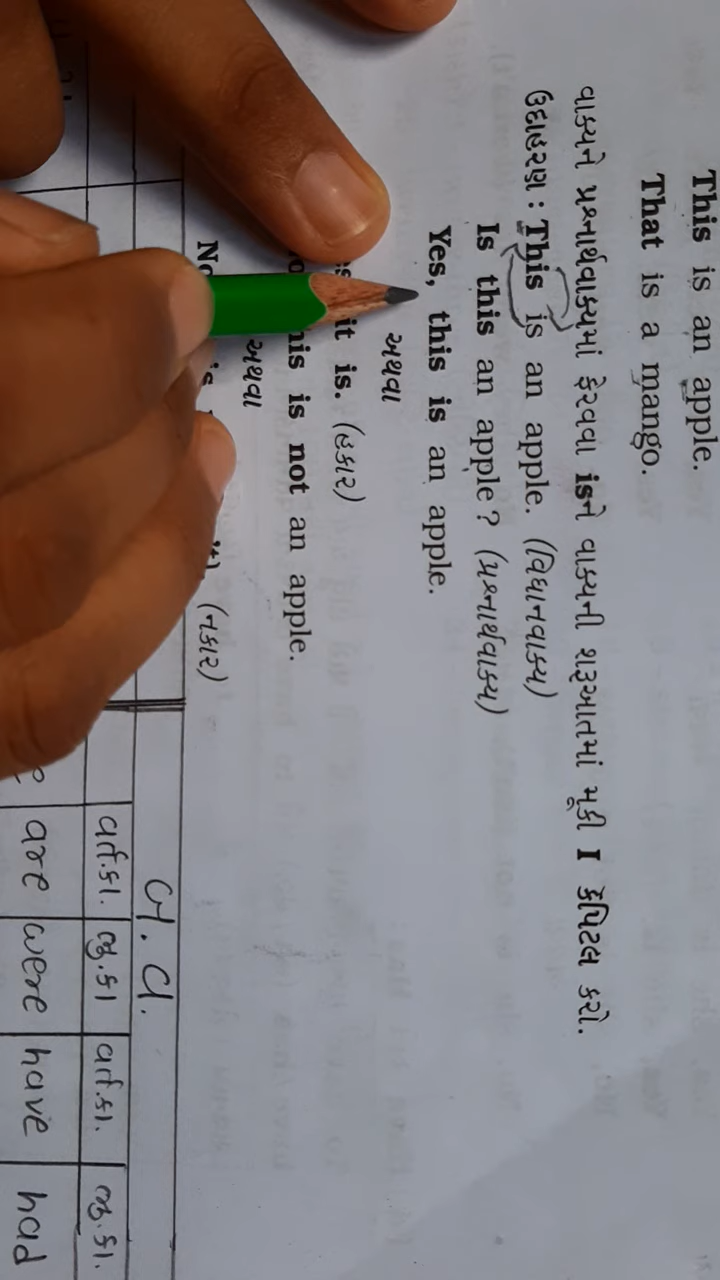 This is an apple.
That is a mango.
વાક્યને પ્રશ્નાર્થવાક્યમાં ફેરવવા isને વાક્યની શરૂઆતમાં મૂકી I કૅપિટલ કરો.
ઉદાહરણ : This is an apple. (વિધાનવાક્ય)
Is this an apple? (પ્રશ્નાર્થવાક્ય)
Yes, this is an apple.
અથવા
it is. (હકાર)
is not an apple.
અથવા
(નકાર)
બ. વ.
વર્ત.કા. ભૂ.કા વર્ત.કા. ભૂ.કા.
are were have had